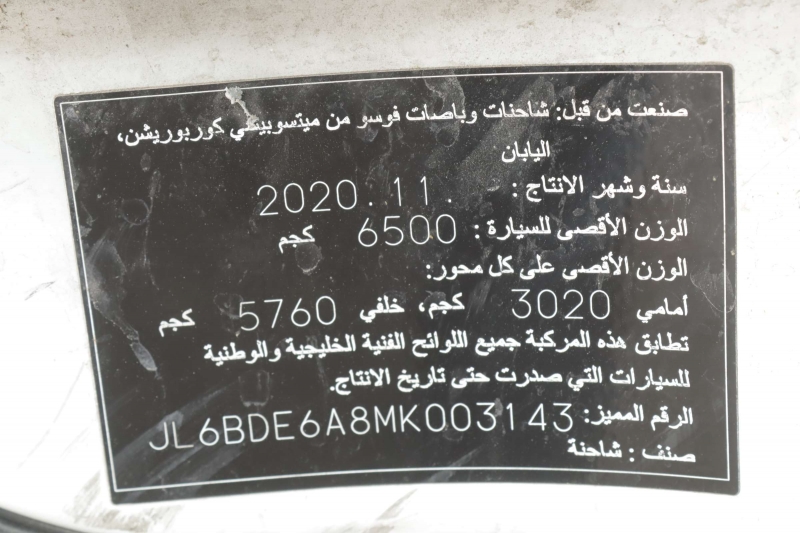 صنعت من قبل: شاحنات وباصات فوسو من ميتسوبيشي كوربوريشن،
اليابان
سنة وشهر الانتاج : 2020.11.
الوزن الأقصى للسيارة : 6500 كجم
الوزن الأقصى على كل محور:
أمامي 3020 كجم، خلفي 5760 كجم
تطابق هذه المركبة جميع اللوائح الفنية الخليجية والوطنية
للسيارات التي صدرت حتى تاريخ الانتاج.
الرقم المميز: JL6BDE6A8MK003143
صنف : شاحنة